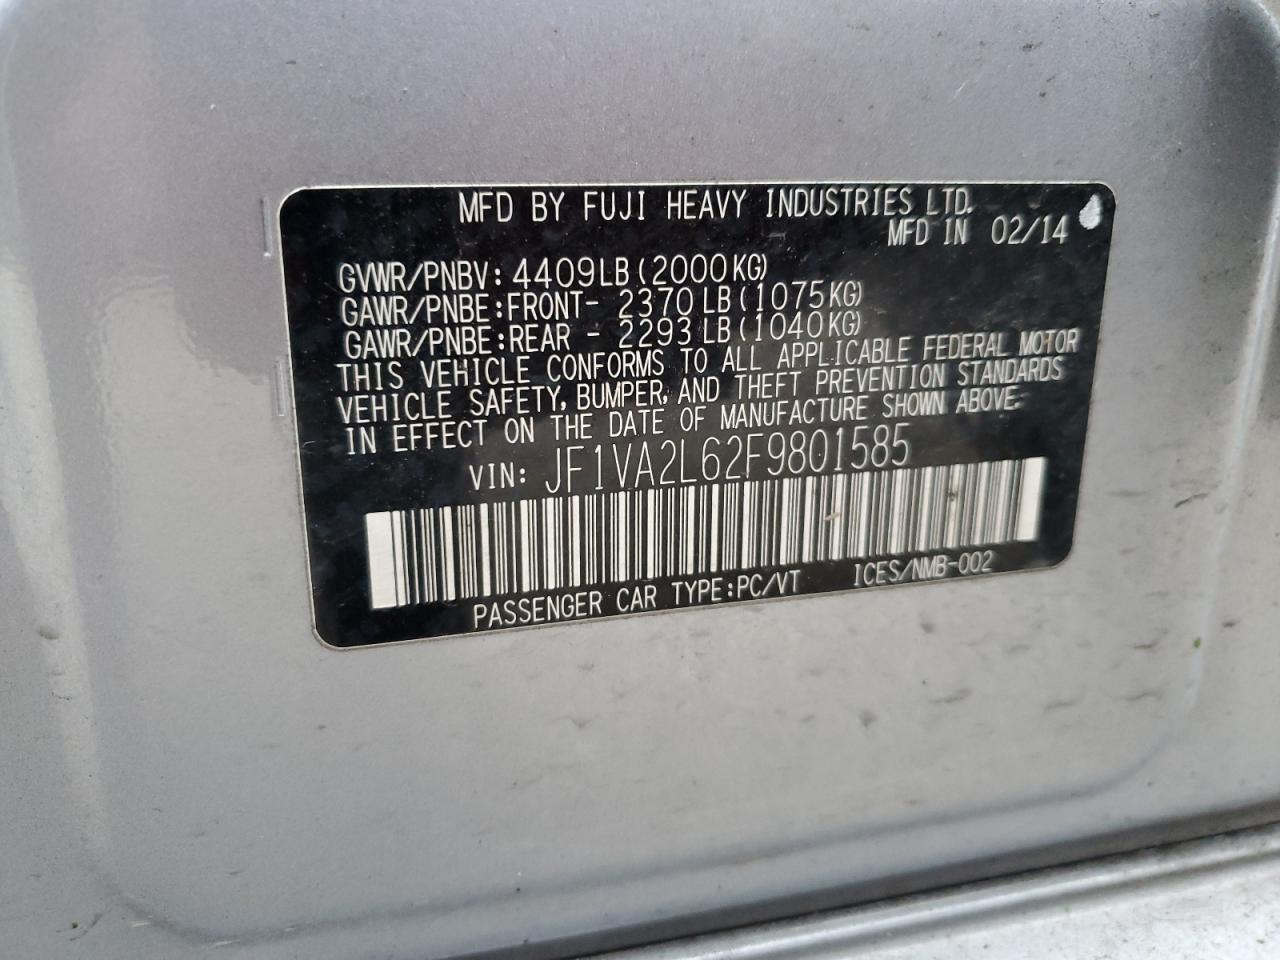 MFD BY FUJI HEAVY INDUSTRIES LTD.
MFD IN 02/14
GVWR/PNBV: 4409LB(2000KG)
GAWR/PNBE:FRONT- 2370LB(1075KG)
GAWR/PNBE:REAR - 2293LB(1040KG)
THIS VEHICLE CONFORMS TO ALL APPLICABLE FEDERAL MOTOR
VEHICLE SAFETY, BUMPER, AND THEFT PREVENTION STANDARDS
IN EFFECT ON THE DATE OF MANUFACTURE SHOWN ABOVE.
VIN: JF1VA2L62F9801585
PASSENGER CAR TYPE:PC/VT ICES/NMB-002